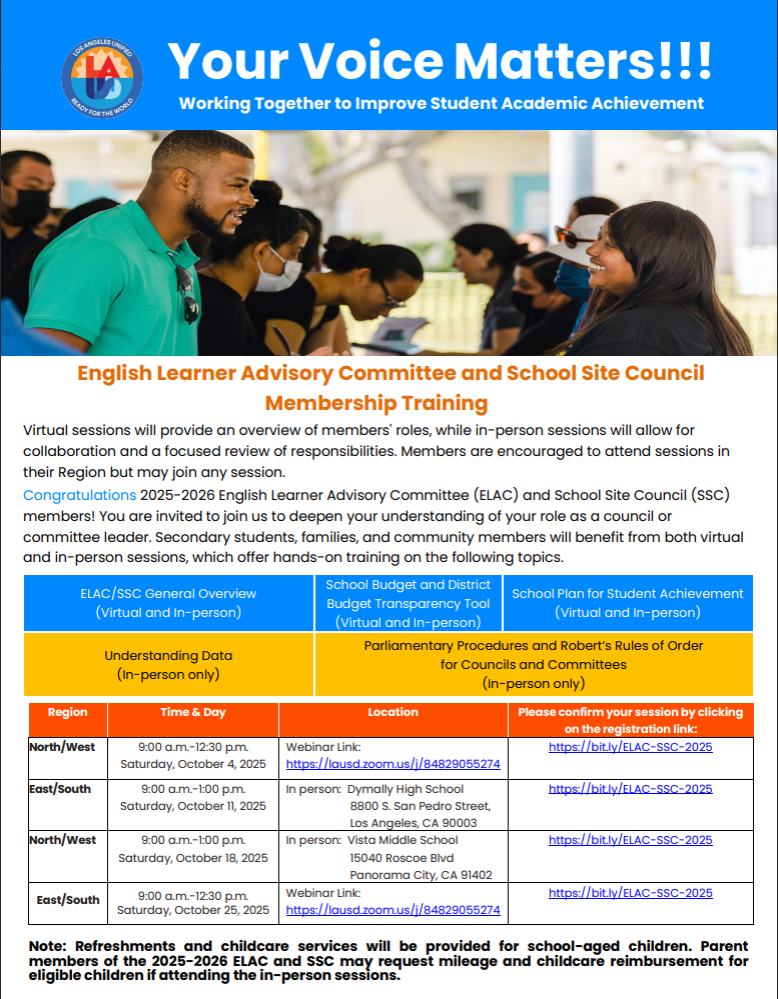 LOS ANGELES UNIFIED
READY FOR THE WORLD
Your Voice Matters!!!
Working Together to Improve Student Academic Achievement
English Learner Advisory Committee and School Site Council
Membership Training
Virtual sessions will provide an overview of members' roles, while in-person sessions will allow for
collaboration and a focused review of responsibilities. Members are encouraged to attend sessions in
their Region but may join any session.
Congratulations 2025-2026 English Learner Advisory Committee (ELAC) and School Site Council (SSC)
members! You are invited to join us to deepen your understanding of your role as a council or
committee leader. Secondary students, families, and community members will benefit from both virtual
and in-person sessions, which offer hands-on training on the following topics.
ELAC/SSC General Overview
(Virtual and In-person)
School Budget and District
Budget Transparency Tool
(Virtual and In-person)
School Plan for Student Achievement
(Virtual and In-person)
Understanding Data
(In-person only)
Parliamentary Procedures and Robert's Rules of Order
for Councils and Committees
(In-person only)
Region
Time & Day
Location
Please confirm your session by clicking
on the registration link:
North/West
9:00 a.m.-12:30 p.m.
Saturday, October 4, 2025
Webinar Link:
https://lausd.zoom.us/j/84829055274
https://bit.ly/ELAC-SSC-2025
East/South
9:00 a.m.-1:00 p.m.
Saturday, October 11, 2025
In person: Dymally High School
8800 S. San Pedro Street,
Los Angeles, CA 90003
https://bit.ly/ELAC-SSC-2025
North/West
9:00 a.m.-1:00 p.m.
Saturday, October 18, 2025
In person: Vista Middle School
15040 Roscoe Blvd
Panorama City, CA 91402
https://bit.ly/ELAC-SSC-2025
East/South
9:00 a.m.-12:30 p.m.
Saturday, October 25, 2025
Webinar Link:
https://lausd.zoom.us/j/84829055274
https://bit.ly/ELAC-SSC-2025
Note: Refreshments and childcare services will be provided for school-aged children. Parent
members of the 2025-2026 ELAC and SSC may request mileage and childcare reimbursement for
eligible children if attending the in-person sessions.